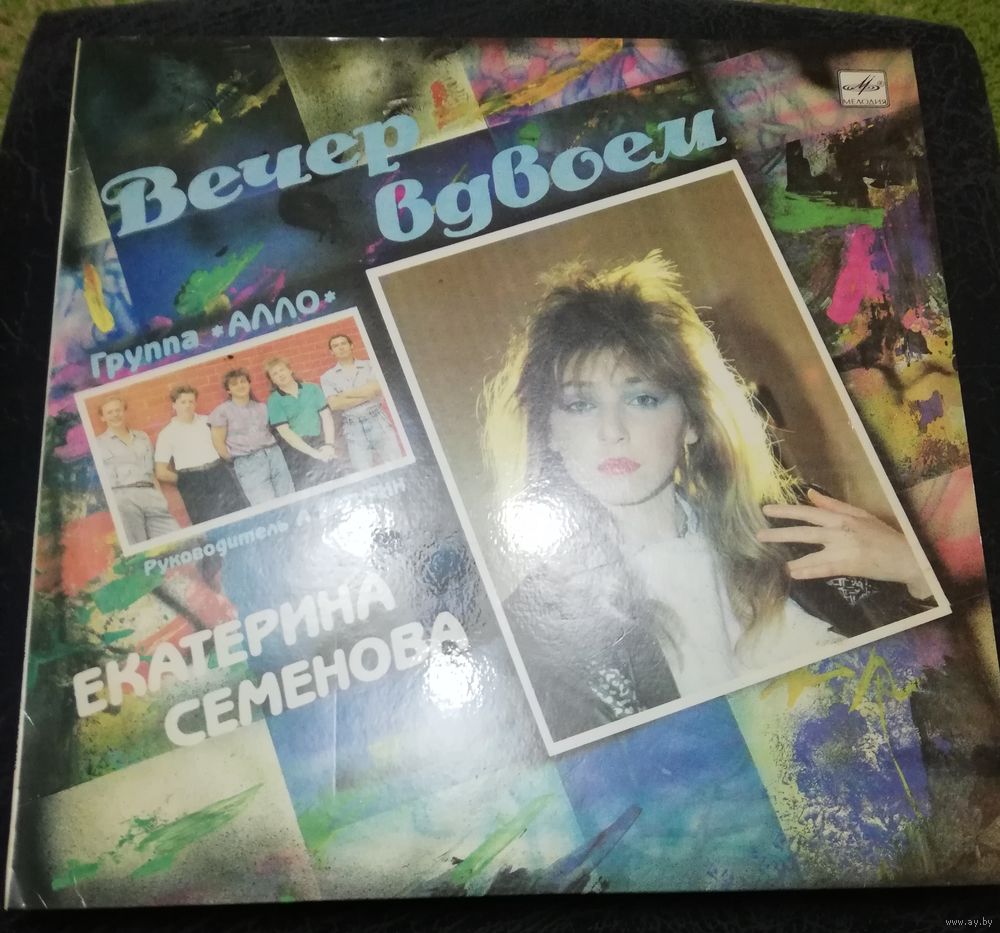 МЕЛОДИЯ
Вечер
вдвоем
Группа *АЛЛО*
Руководитель
ЕКАТЕРИНА
СЕМЕНОВА
www.ay.by